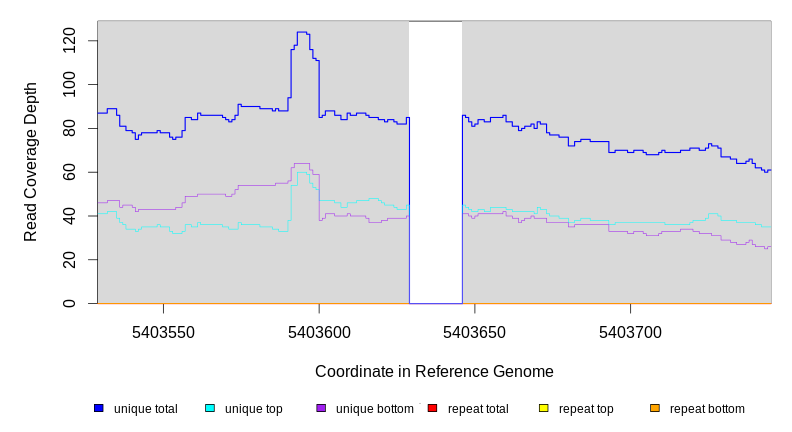 Read Coverage Depth
120
100
80
60
40
20
0
5403550 5403600 5403650 5403700
Coordinate in Reference Genome
unique total unique top unique bottom repeat total repeat top repeat bottom